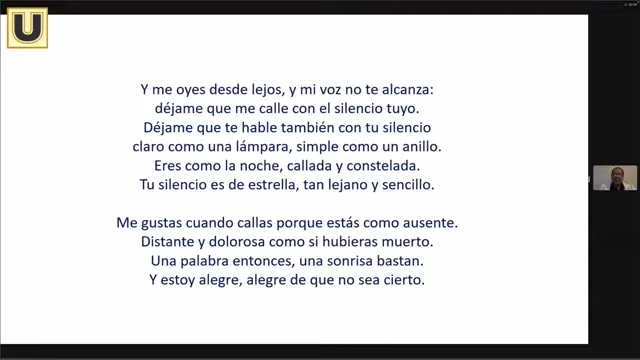 U
Y me oyes desde lejos, y mi voz no te alcanza:
déjame que me calle con el silencio tuyo.
Déjame que te hable también con tu silencio
claro como una lámpara, simple como un anillo.
Eres como la noche, callada y constelada.
Tu silencio es de estrella, tan lejano y sencillo.
Me gustas cuando callas porque estás como ausente.
Distante y dolorosa como si hubieras muerto.
Una palabra entonces, una sonrisa bastan.
Y estoy alegre, alegre de que no sea cierto.